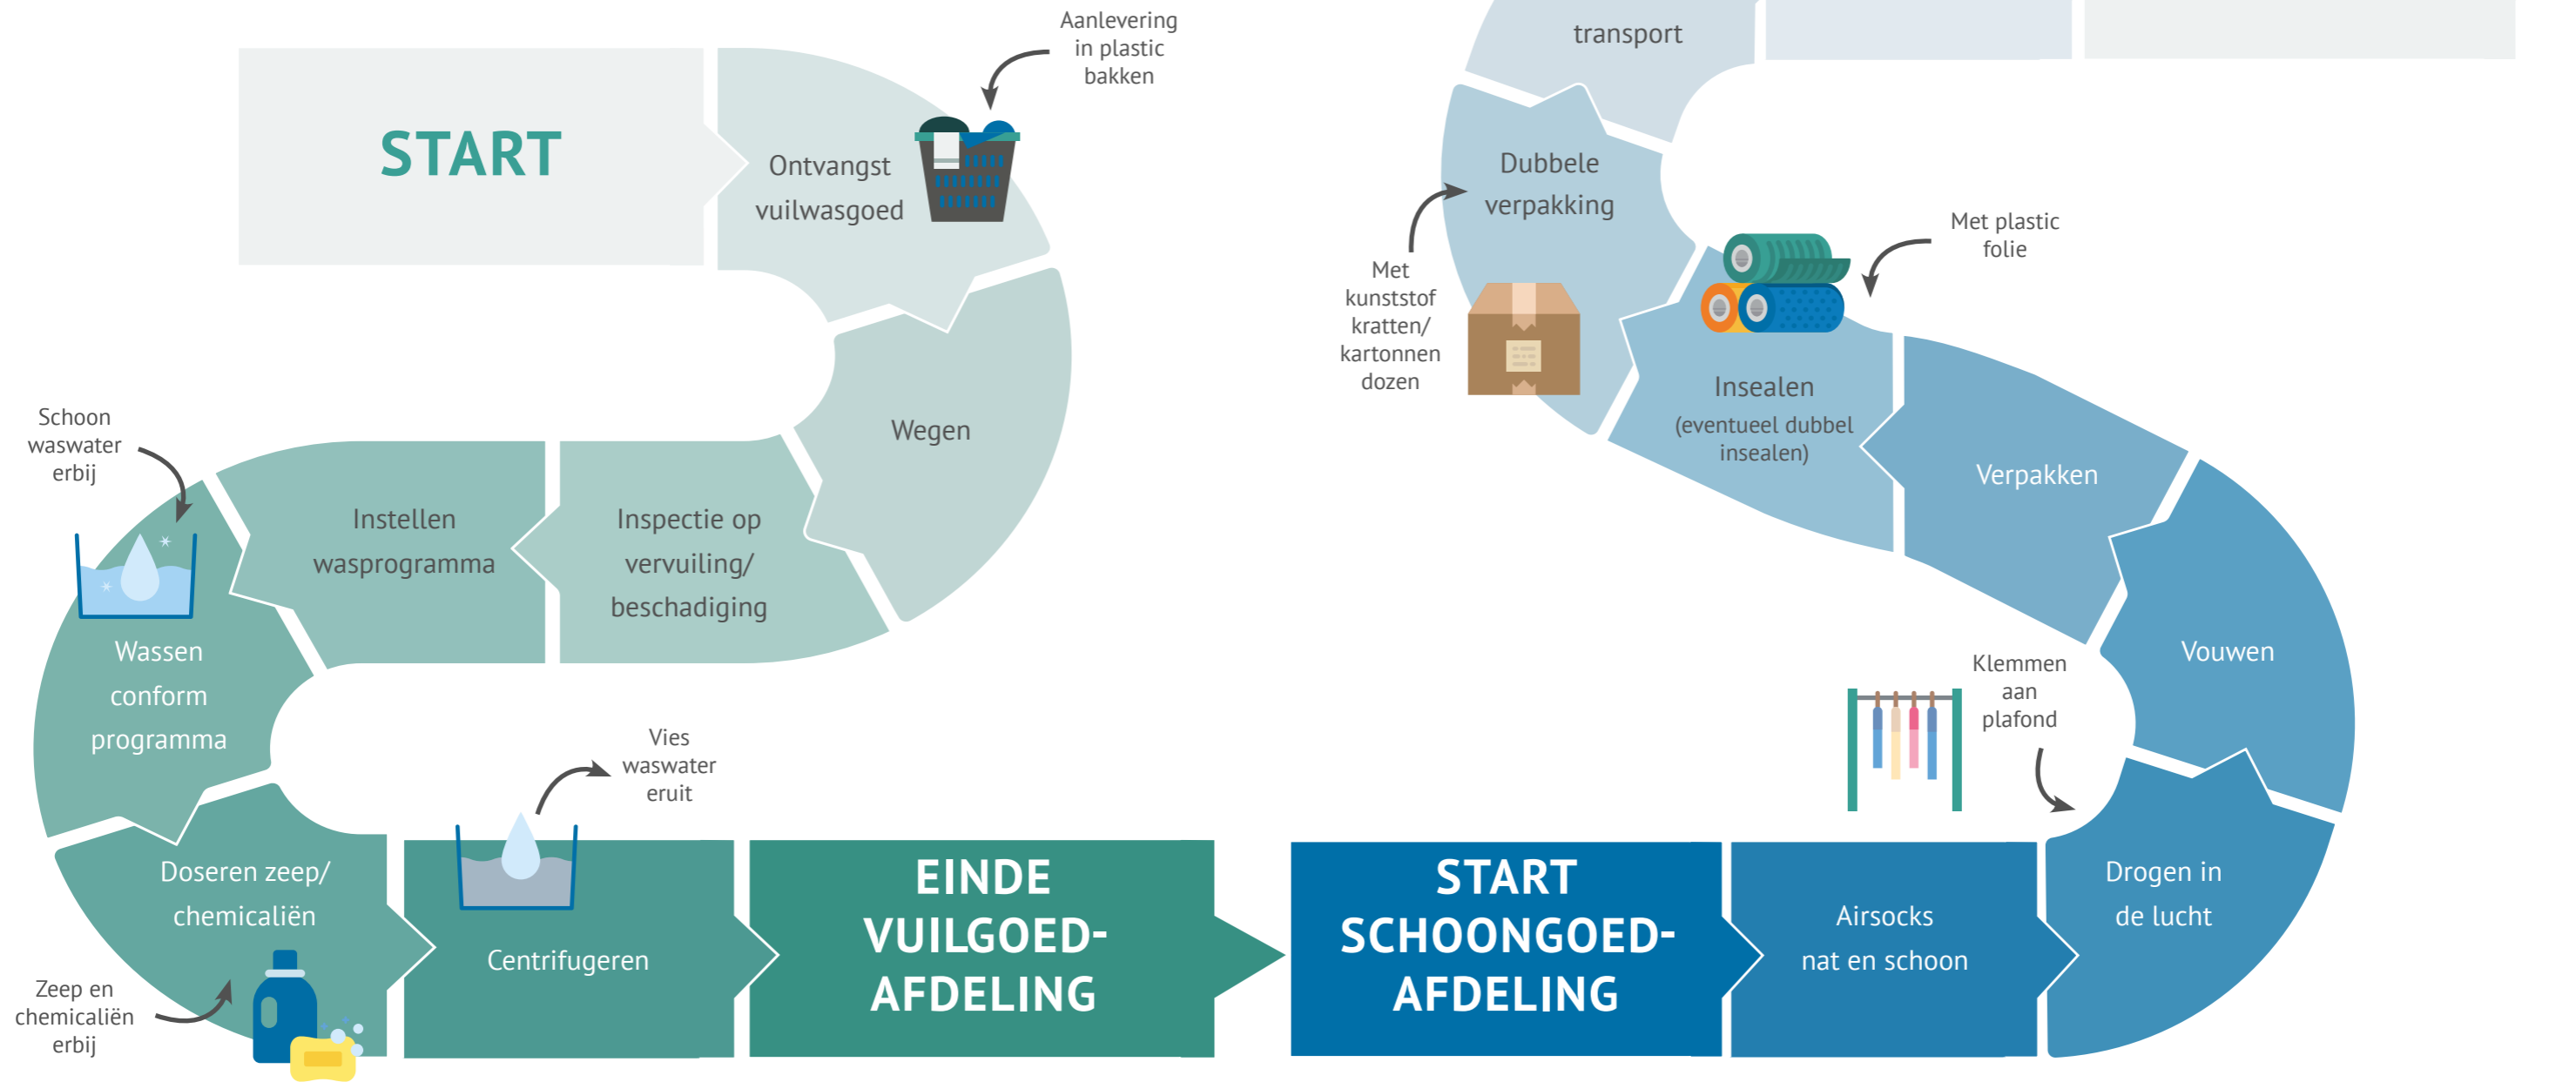 START
Ontvangst
vuilwasgoed
Aanlevering
in plastic
bakken
Wegen
Inspectie op
vervuiling/
beschadiging
Instellen
wasprogramma
Schoon
waswater
erbij
Wassen
conform
programma
Doseren zeep/
chemicaliën
Zeep en
chemicaliën
erbij
Centrifugeren
Vies
waswater
eruit
EINDE
VUILGOED-
AFDELING
START
SCHOONGOED-
AFDELING
Airsocks
nat en schoon
Drogen in
de lucht
Klemmen
aan
plafond
Vouwen
Verpakken
Insealen
(eventueel dubbel
insealen)
Met plastic
folie
Dubbele
verpakking
Met
kunststof
kratten/
kartonnen
dozen
transport